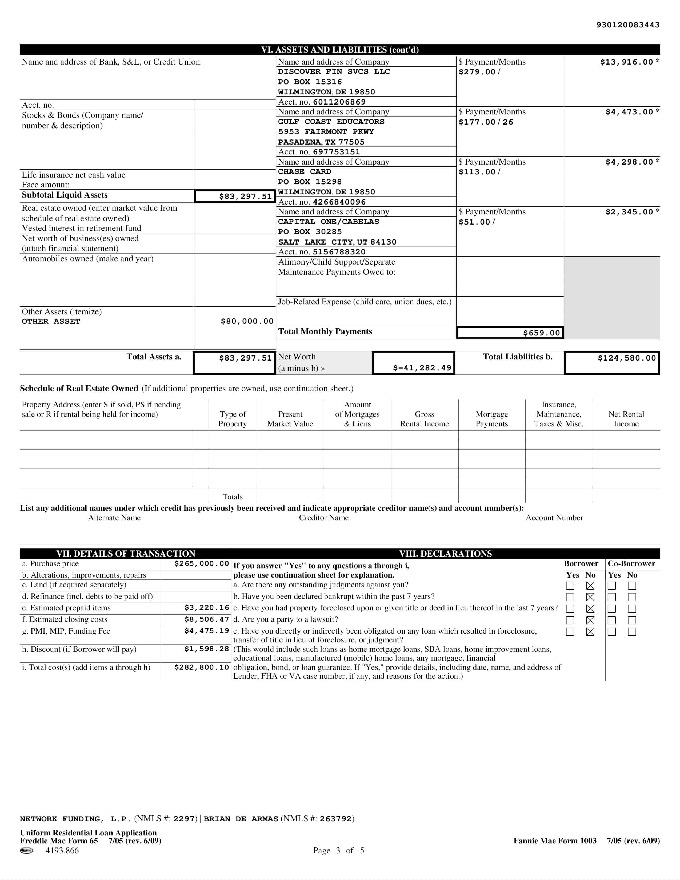 930120083443
VI. ASSETS AND LIABILITIES (cont'd)
Name and address of Bank, S&L, or Credit Union
Name and address of Company
$ Payment/Months
$13,916.00 *
DISCOVER FIN SVCS LLC
$279.00 /
PO BOX 15316
WILMINGTON, DE 19850
Acct. no.
Acct. no. 6011206869
Stocks & Bonds (Company name/
number & description)
Name and address of Company
$ Payment/Months
$4,473.00 *
GULF COAST EDUCATORS
$177.00 / 26
5953 FAIRMONT PKWY
PASADENA, TX 77505
Acct. no. 697753151
Name and address of Company
$ Payment/Months
$4,298.00 *
Life insurance net cash value
CHASE CARD
$113.00 /
Face amount:
PO BOX 15298
Subtotal Liquid Assets
$83,297.51
WILMINGTON, DE 19850
Acct. no. 4266840096
Real estate owned (enter market value from
schedule of real estate owned)
Name and address of Company
$ Payment/Months
$2,345.00 *
Vested interest in retirement fund
CAPITAL ONE/CABELAS
$51.00 /
Net worth of business(es) owned
PO BOX 30285
(attach financial statement)
SALT LAKE CITY, UT 84130
Acct. no. 5156788320
Automobiles owned (make and year)
Alimony/Child Support/Separate
Maintenance Payments Owed to:
Job-Related Expense (child care, union dues, etc.)
Other Assets (itemize)
OTHER ASSET
$80,000.00
Total Monthly Payments
$659.00
Total Assets a.
$83,297.51
Net Worth
(a minus b) »
$-41,282.49
Total Liabilities b.
$124,580.00
Schedule of Real Estate Owned (If additional properties are owned, use continuation sheet.)
Property Address (enter S if sold, PS if pending
sale or R if rental being held for income)
Type of
Property
Present
Market Value
Amount
of Mortgages
& Liens
Gross
Rental Income
Mortgage
Payments
Insurance,
Maintenance,
Taxes & Misc.
Net Rental
Income
Totals
List any additional names under which credit has previously been received and indicate appropriate creditor name(s) and account number(s):
Alternate Name
Creditor Name
Account Number
VII. DETAILS OF TRANSACTION
VIII. DECLARATIONS
a. Purchase price
$265,000.00
If you answer "Yes" to any questions a through i,
Borrower
Co-Borrower
b. Alterations, improvements, repairs
please use continuation sheet for explanation.
Yes No
Yes No
c. Land (if acquired separately)
a. Are there any outstanding judgments against you?
d. Refinance (incl. debts to be paid off)
b. Have you been declared bankrupt within the past 7 years?
e. Estimated prepaid items
$3,220.16
c. Have you had property foreclosed upon or given title or deed in lieu thereof in the last 7 years?
f. Estimated closing costs
$8,506.47
d. Are you a party to a lawsuit?
g. PMI, MIP, Funding Fee
$4,475.19
e. Have you directly or indirectly been obligated on any loan which resulted in foreclosure,
transfer of title in lieu of foreclosure, or judgment?
h. Discount (if Borrower will pay)
$1,598.28
(This would include such loans as home mortgage loans, SBA loans, home improvement loans,
educational loans, manufactured (mobile) home loans, any mortgage, financial
i. Total cost(s) (add items a through h)
$282,800.10
obligation, bond, or loan guarantee. If "Yes," provide details, including date, name, and address of
Lender, FHA or VA case number, if any, and reasons for the action.)
NETWORK FUNDING, L.P. (NMLS #: 2297) | BRIAN DE ARMAS (NMLS #: 263792)
Uniform Residential Loan Application
Freddie Mac Form 65 7/05 (rev. 6/09)
Fannie Mae Form 1003 7/05 (rev. 6/09)
4193.866
Page 3 of 5